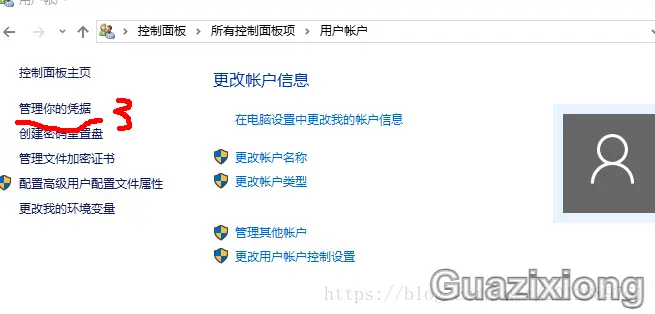 用户帐户
控制面板 › 所有控制面板项 › 用户帐户
控制面板主页
管理你的凭据
3
创建密码重置盘
管理文件加密证书
配置高级用户配置文件属性
更改我的环境变量
更改帐户信息
在电脑设置中更改我的帐户信息
更改帐户名称
更改帐户类型
管理其他帐户
更改用户帐户控制设置
https://blog
Guazixiong